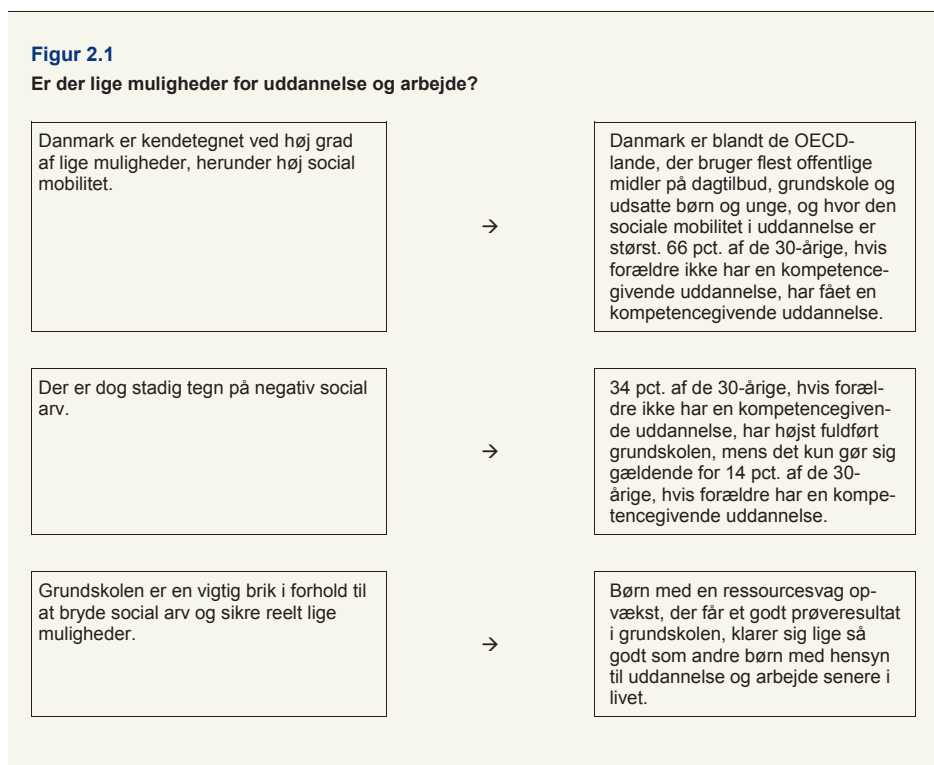 Figur 2.1
Er der lige muligheder for uddannelse og arbejde?
Danmark er kendetegnet ved høj grad
af lige muligheder, herunder høj social
mobilitet.
→
Danmark er blandt de OECD-
lande, der bruger flest offentlige
midler på dagtilbud, grundskole og
udsatte børn og unge, og hvor den
sociale mobilitet i uddannelse er
størst. 66 pct. af de 30-årige, hvis
forældre ikke har en kompetence-
givende uddannelse, har fået en
kompetencegivende uddannelse.
Der er dog stadig tegn på negativ social
arv.
→
34 pct. af de 30-årige, hvis foræl-
dre ikke har en kompetencegiven-
de uddannelse, har højst fuldført
grundskolen, mens det kun gør sig
gældende for 14 pct. af de 30-
årige, hvis forældre har en kompe-
tencegivende uddannelse.
Grundskolen er en vigtig brik i forhold til
at bryde social arv og sikre reelt lige
muligheder.
→
Børn med en ressourcesvag op-
vækst, der får et godt prøveresultat
i grundskolen, klarer sig lige så
godt som andre børn med hensyn
til uddannelse og arbejde senere i
livet.